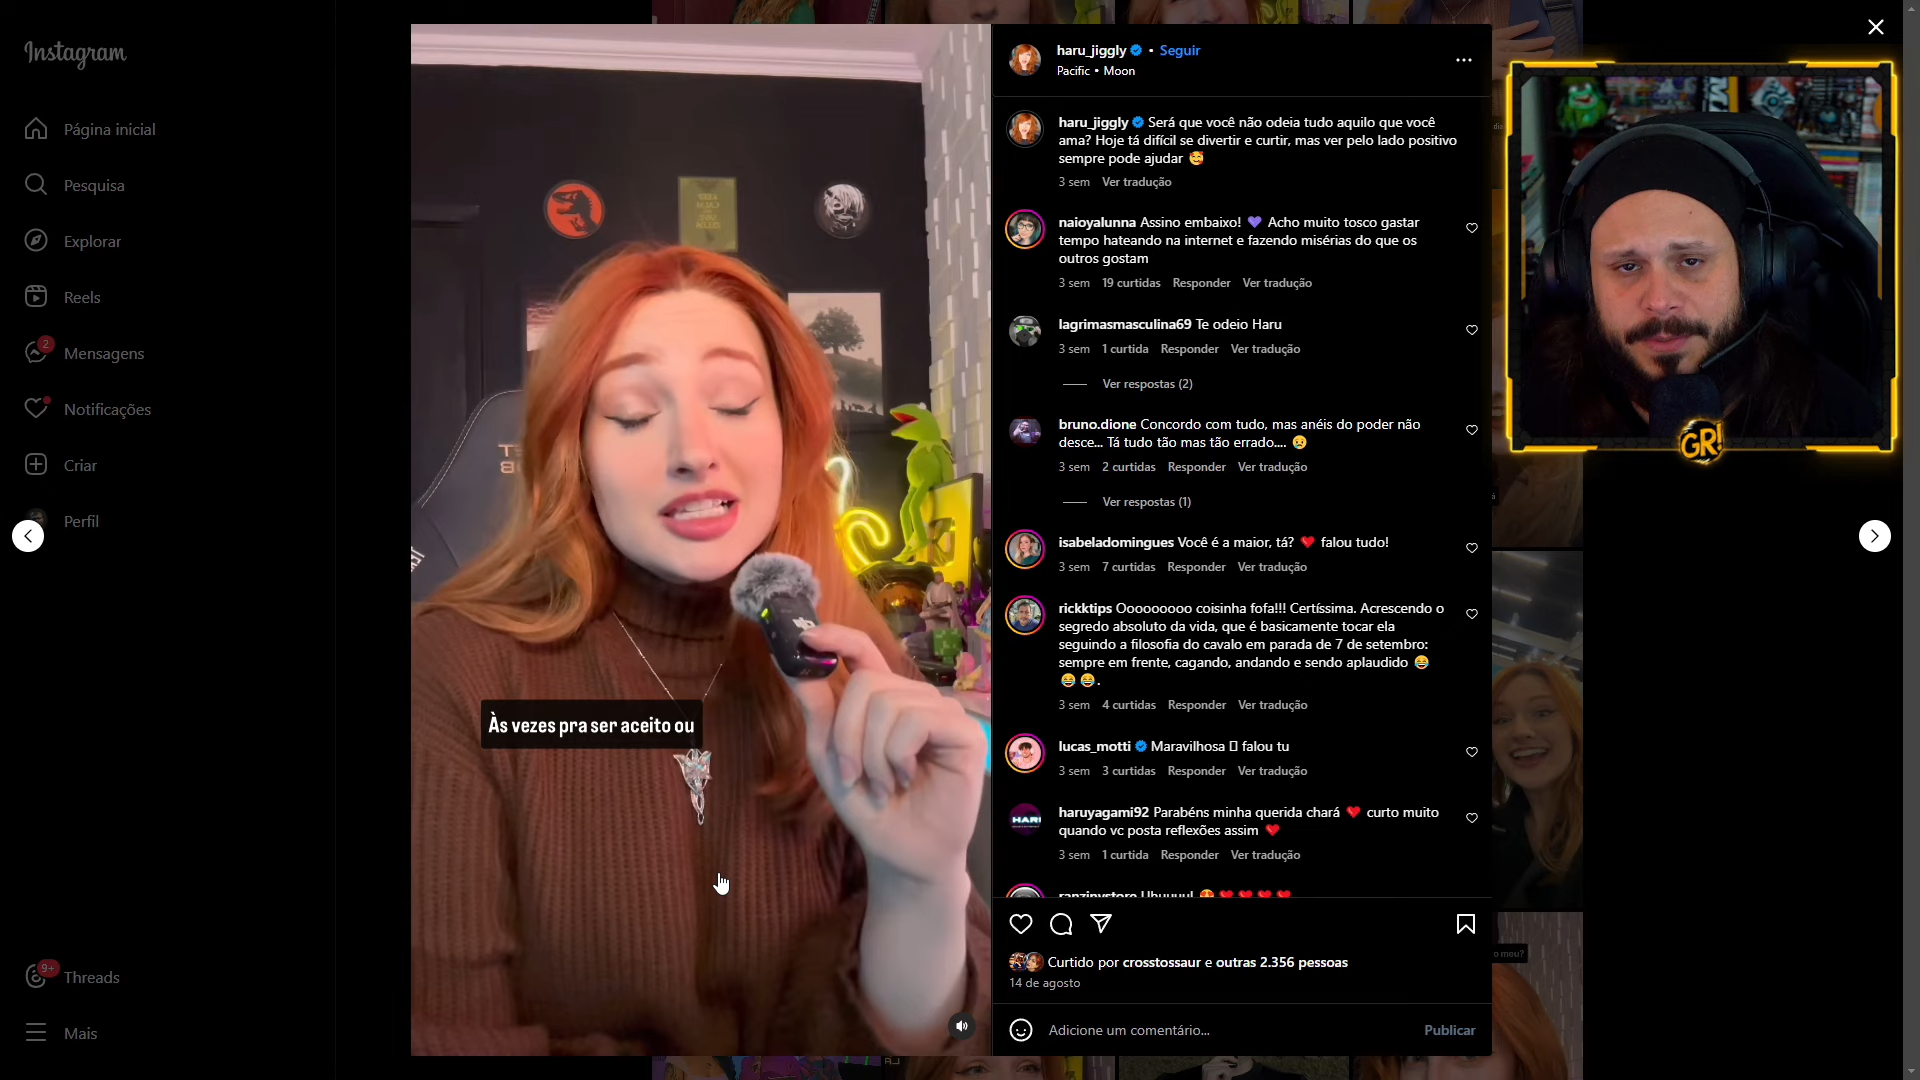 Instagram
Página inicial
Pesquisa
Explorar
Reels
2
Mensagens
Notificações
Criar
Perfil
9+
Threads
Mais
KEEP
CALM
Às vezes pra ser aceito ou
haru_jiggly • Seguir
Pacific • Moon
haru_jiggly Será que você não odeia tudo aquilo que você
ama? Hoje tá difícil se divertir e curtir, mas ver pelo lado positivo
sempre pode ajudar 🥰
3 sem Ver tradução
naioyalunna Assino embaixo! 💜 Acho muito tosco gastar
tempo hateando na internet e fazendo misérias do que os
outros gostam
3 sem 19 curtidas Responder Ver tradução
lagrimasmasculina69 Te odeio Haru
3 sem 1 curtida Responder Ver tradução
Ver respostas (2)
bruno.dione Concordo com tudo, mas anéis do poder não
desce... Tá tudo tão mas tão errado.... 😢
3 sem 2 curtidas Responder Ver tradução
Ver respostas (1)
isabeladomingues Você é a maior, tá? ❤️ falou tudo!
3 sem 7 curtidas Responder Ver tradução
rickktips Ooooooooo coisinha fofa!!! Certíssima. Acrescendo o
segredo absoluto da vida, que é basicamente tocar ela
seguindo a filosofia do cavalo em parada de 7 de setembro:
sempre em frente, cagando, andando e sendo aplaudido 😂
😂😂.
3 sem 4 curtidas Responder Ver tradução
lucas_motti Maravilhosa ▯ falou tu
3 sem 3 curtidas Responder Ver tradução
HARU
haruyagami92 Parabéns minha querida chará ❤️ curto muito
quando vc posta reflexões assim ❤️
3 sem 1 curtida Responder Ver tradução
ranzinystore Uhuuuu! 😍❤️❤️❤️❤️
Curtido por crosstossaur e outras 2.356 pessoas
14 de agosto
Adicione um comentário...
Publicar
GR!
o meu?